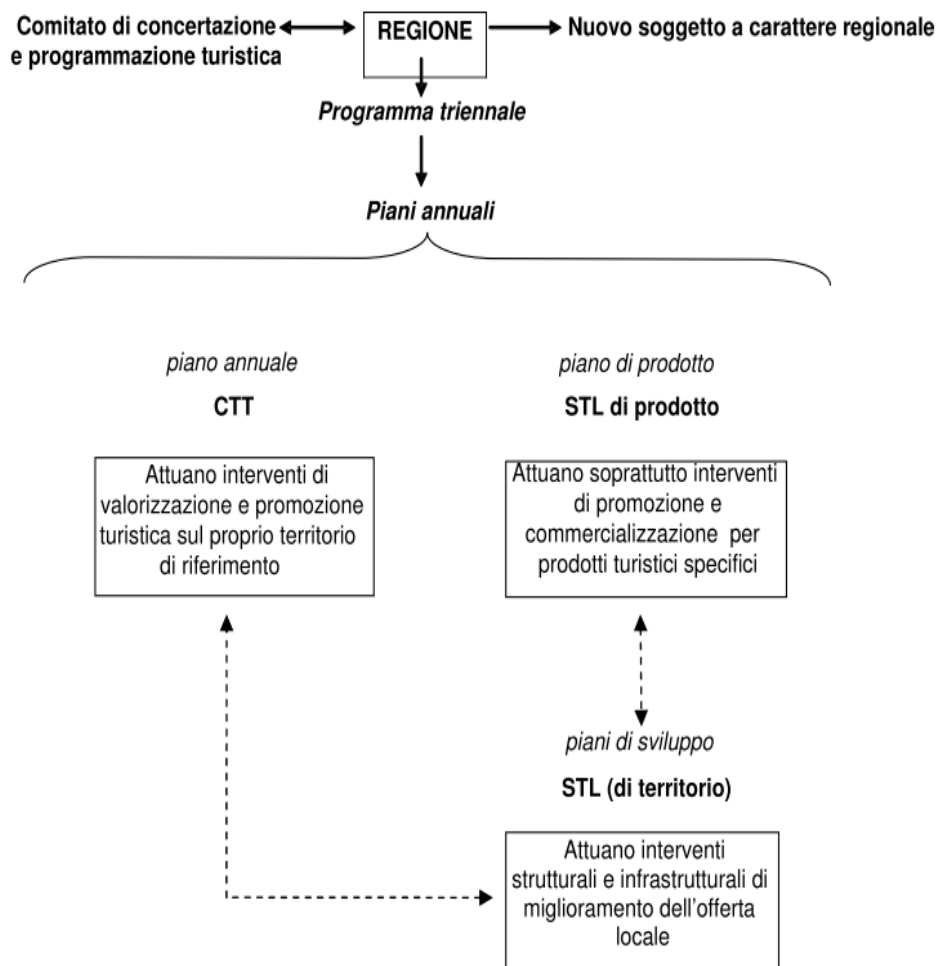 Comitato di concertazione
e programmazione turistica
REGIONE
Nuovo soggetto a carattere regionale
Programma triennale
Piani annuali
piano annuale
CTT
Attuano interventi di
valorizzazione e promozione
turistica sul proprio territorio
di riferimento
piano di prodotto
STL di prodotto
Attuano soprattutto interventi
di promozione e
commercializzazione per
prodotti turistici specifici
piani di sviluppo
STL (di territorio)
Attuano interventi
strutturali e infrastrutturali di
miglioramento dell'offerta
locale